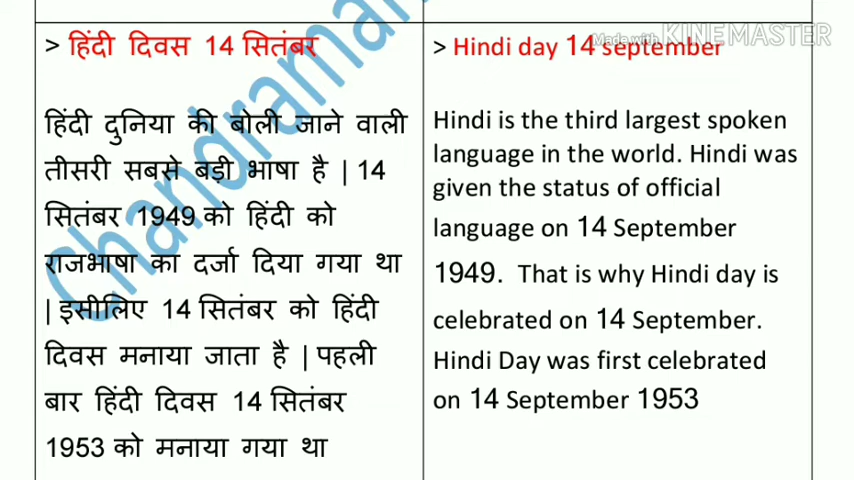 > हिंदी दिवस 14 सितंबर
हिंदी दुनिया की बोली जाने वाली
तीसरी सबसे बड़ी भाषा है | 14
सितंबर 1949 को हिंदी को
राजभाषा का दर्जा दिया गया था
| इसीलिए 14 सितंबर को हिंदी
दिवस मनाया जाता है | पहली
बार हिंदी दिवस 14 सितंबर
1953 को मनाया गया था
> Hindi day 14 september
Hindi is the third largest spoken
language in the world. Hindi was
given the status of official
language on 14 September
1949. That is why Hindi day is
celebrated on 14 September.
Hindi Day was first celebrated
on 14 September 1953
Made with KINEMASTER
Chandraman